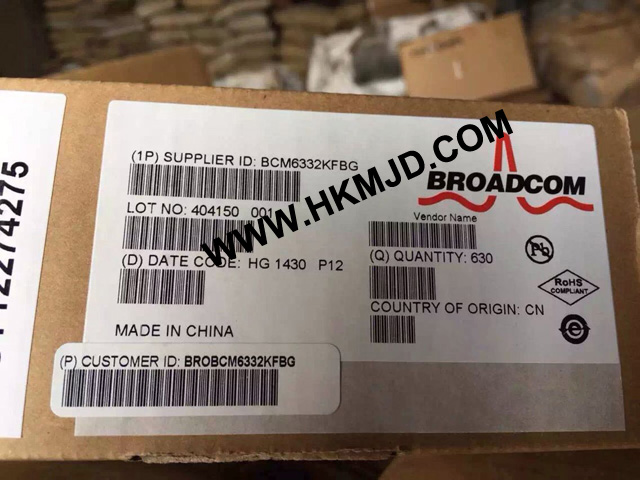 (1P) SUPPLIER ID: BCM6332KFBG
LOT NO: 404150 001
(D) DATE CODE: HG 1430 P12
MADE IN CHINA
(P) CUSTOMER ID: BROBCM6332KFBG
BROADCOM
Vendor Name
(Q) QUANTITY: 630
Pb
RoHS
COMPLIANT
COUNTRY OF ORIGIN: CN
e
WWW.HKMJD.COM
112274275